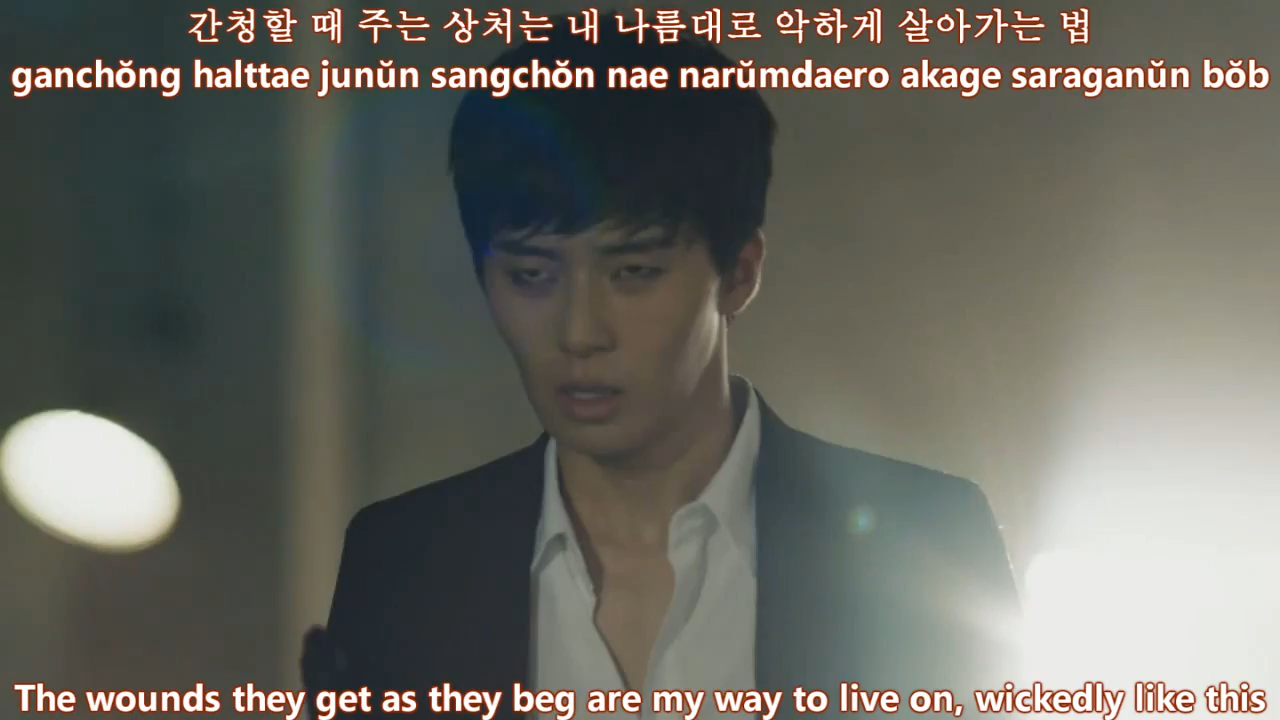 간청할 때 주는 상처는 내 나름대로 악하게 살아가는 법
ganchŏng halttae junŭn sangchŏn nae narŭmdaero akage saraganŭn bŏb
The wounds they get as they beg are my way to live on, wickedly like this